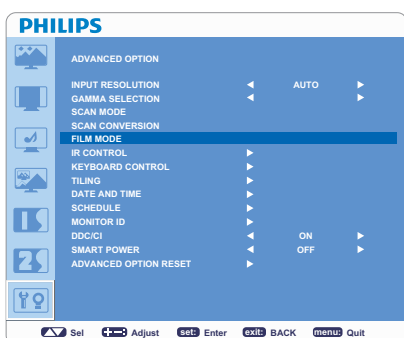 PHILIPS
ADVANCED OPTION
INPUT RESOLUTION AUTO
GAMMA SELECTION
SCAN MODE
SCAN CONVERSION
FILM MODE
IR CONTROL
KEYBOARD CONTROL
TILING
DATE AND TIME
SCHEDULE
MONITOR ID
DDC/CI ON
SMART POWER OFF
ADVANCED OPTION RESET
Sel Adjust set: Enter exit: BACK menu: Quit